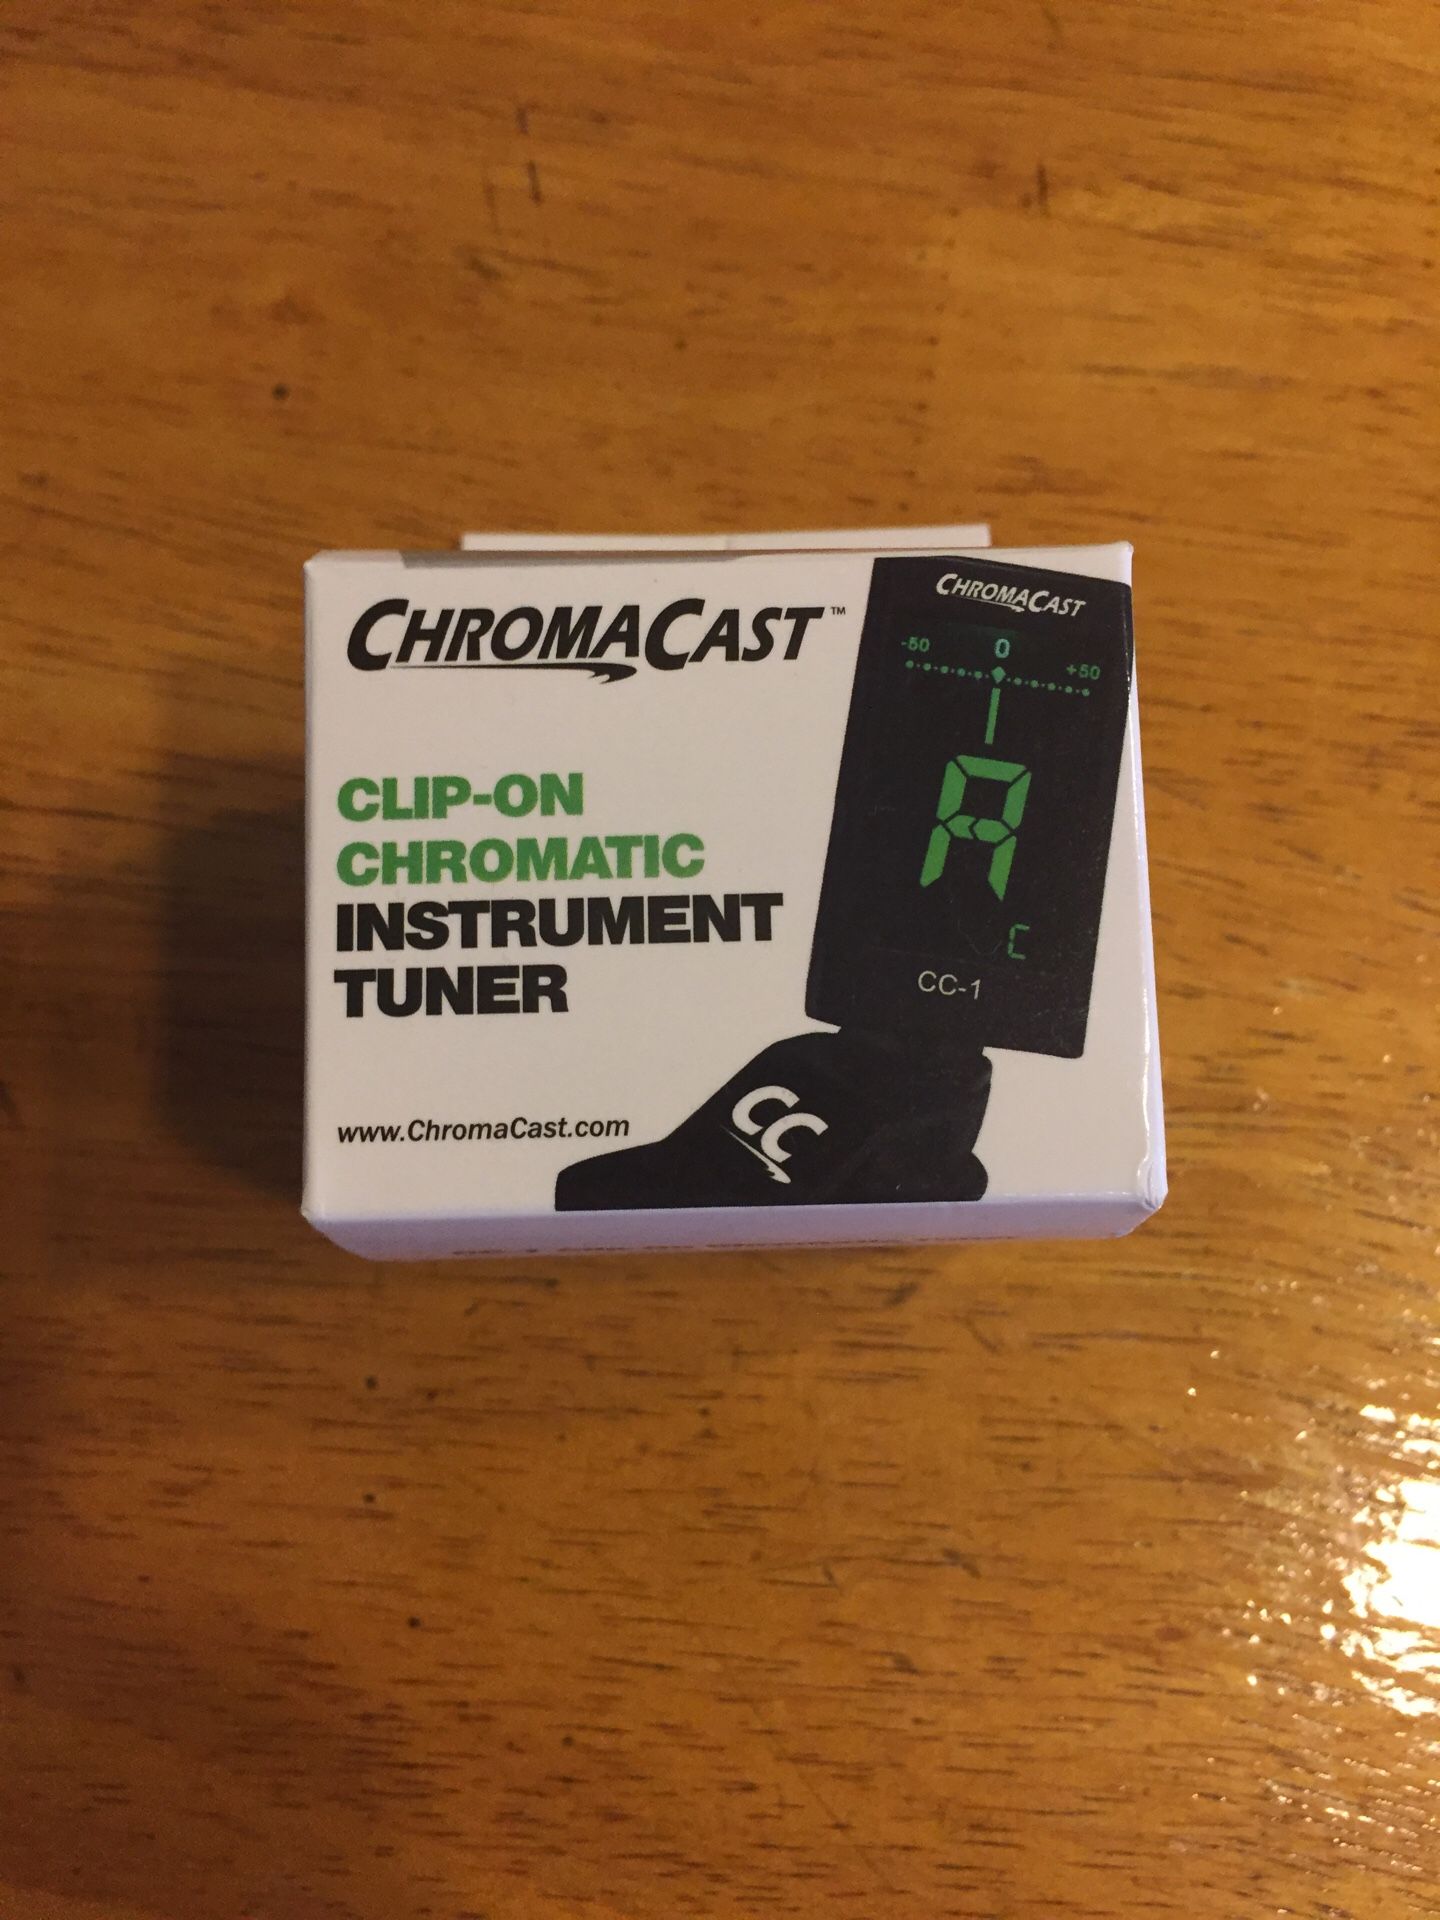 CHROMACAST™
CLIP-ON
CHROMATIC
INSTRUMENT
TUNER
www.ChromaCast.com
CHROMACAST
-50 0 +50
A
C
CC-1
CC